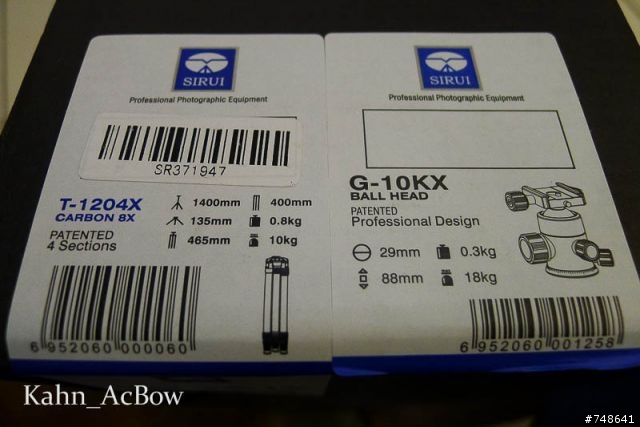 SIRUI
Professional Photographic Equipment
SR371947
T-1204X
CARBON 8X
PATENTED
4 Sections
1400mm 400mm
135mm 0.8kg
465mm 10kg
6 952060 000060
SIRUI
Professional Photographic Equipment
G-10KX
BALL HEAD
PATENTED
Professional Design
29mm 0.3kg
88mm 18kg
6 952060 001258
Kahn_AcBow
#748641